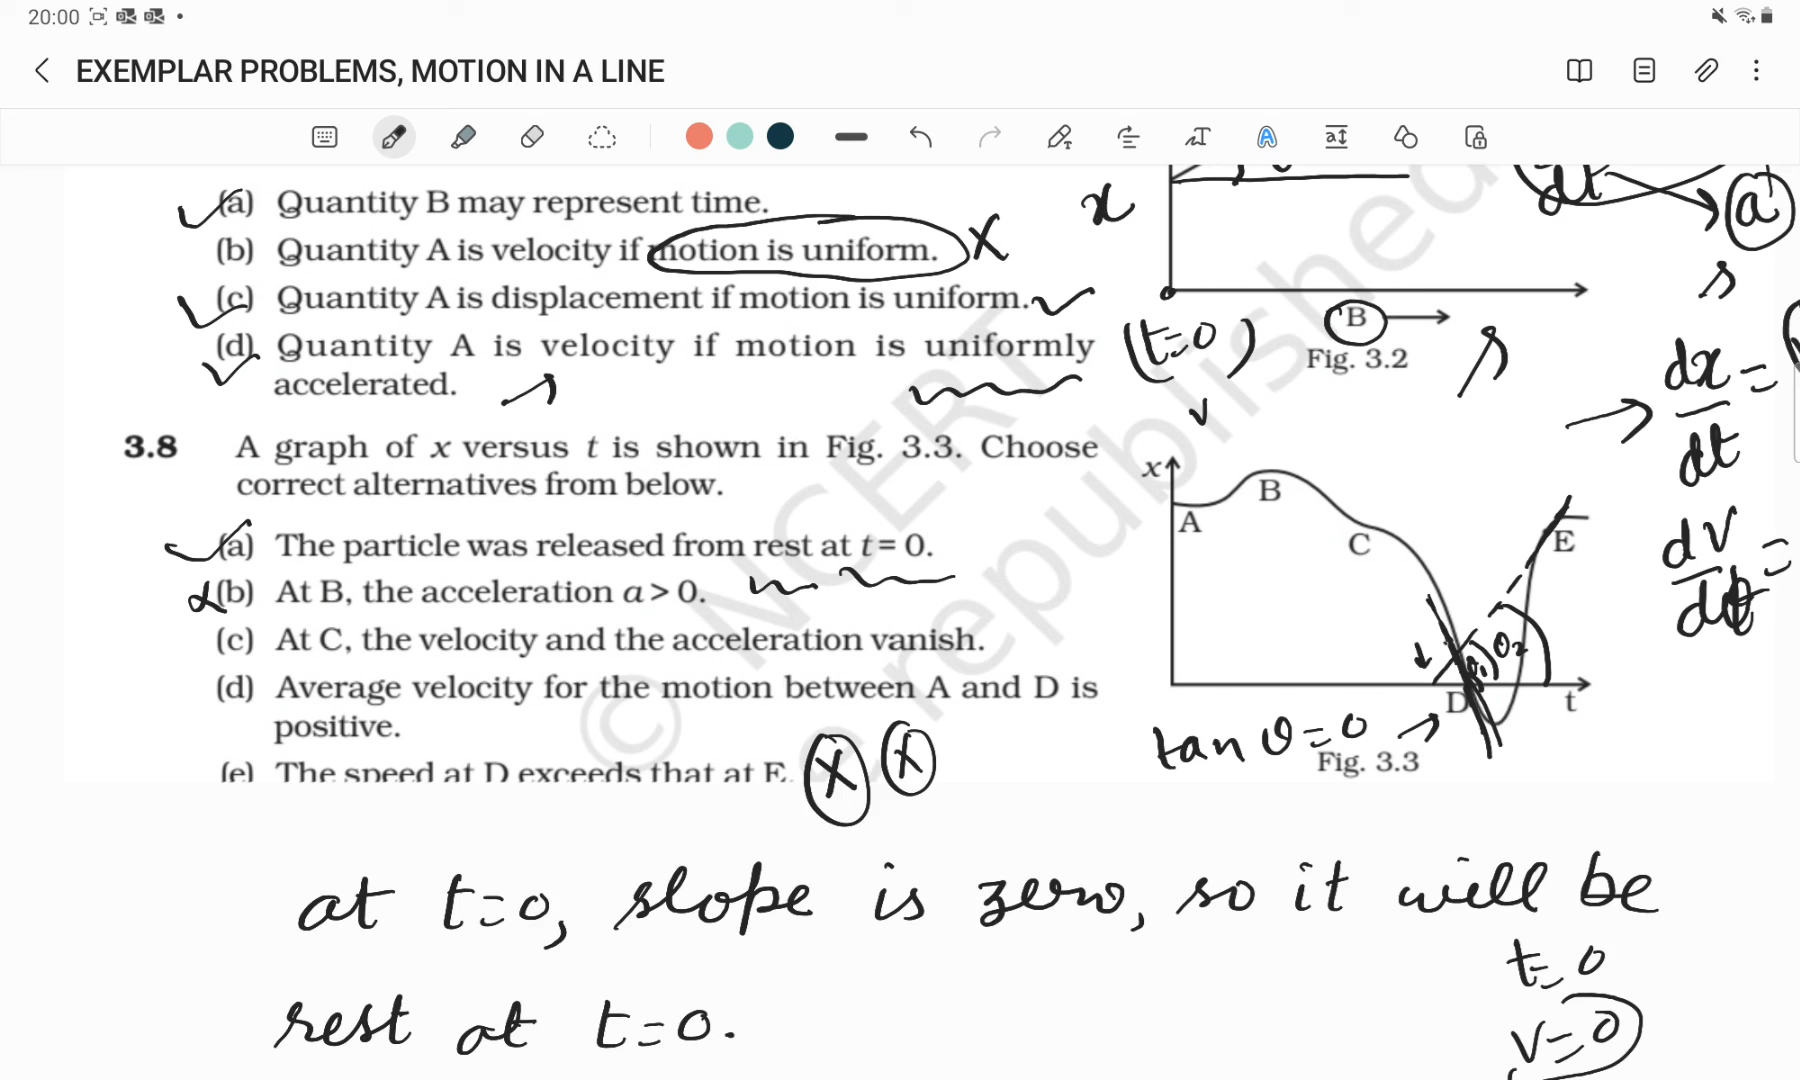 20:00
EXEMPLAR PROBLEMS, MOTION IN A LINE
(a) Quantity B may represent time.
(b) Quantity A is velocity if motion is uniform. X
(c) Quantity A is displacement if motion is uniform.
(d) Quantity A is velocity if motion is uniformly
accelerated.
x
dt
a
s
(t=0)
B
Fig. 3.2
s
v
dx =
dt
dv =
dt
3.8 A graph of x versus t is shown in Fig. 3.3. Choose
correct alternatives from below.
(a) The particle was released from rest at t = 0.
(b) At B, the acceleration a > 0.
(c) At C, the velocity and the acceleration vanish.
(d) Average velocity for the motion between A and D is
positive.
(e) The speed at D exceeds that at E.
X X
x
A
B
C
D
E
t
θ1
θ2
tan θ = 0
Fig. 3.3
© NCERT
republished
at t=0, slope is zero, so it will be
rest at t=0.
t=0
v=0